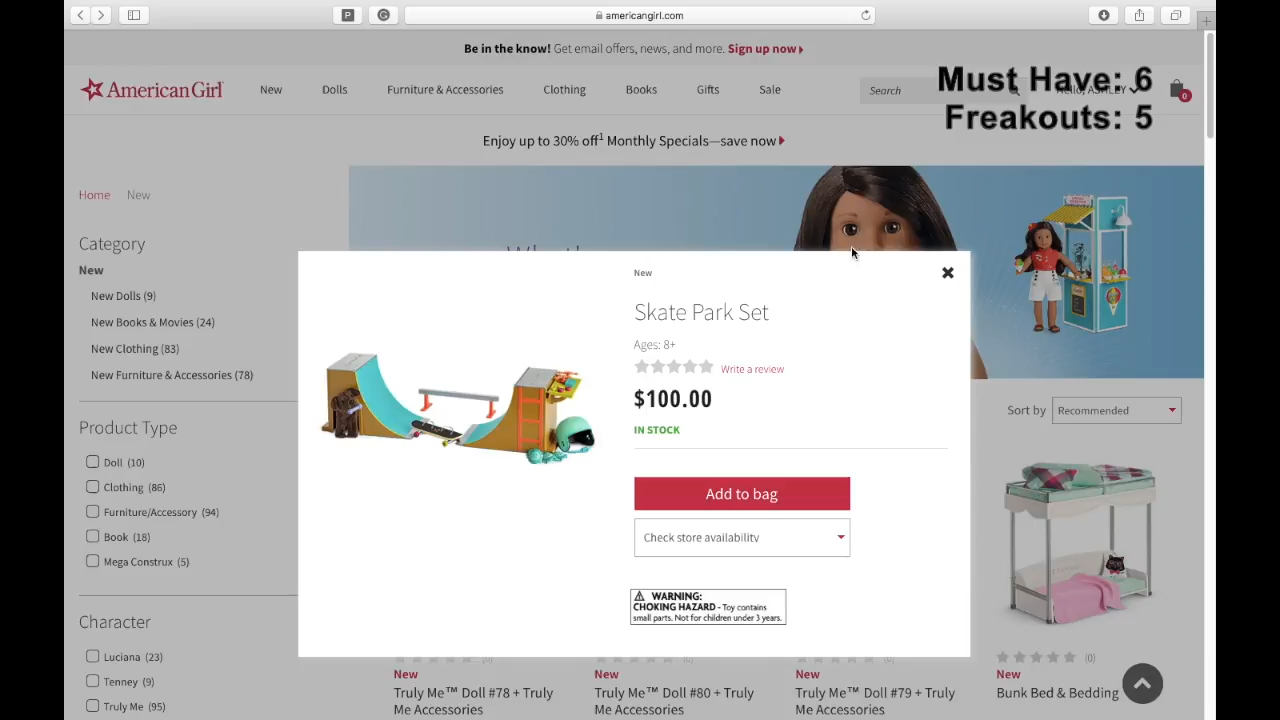 P
G
americangirl.com
Be in the know! Get email offers, news, and more. Sign up now
AmericanGirl
New
Dolls
Furniture & Accessories
Clothing
Books
Gifts
Sale
Search
Hello, ASHLEY
0
Must Have: 6
Freakouts: 5
Enjoy up to 30% off1 Monthly Specials—save now
Home
New
Category
New
New Dolls (9)
New Books & Movies (24)
New Clothing (83)
New Furniture & Accessories (78)
Product Type
Doll (10)
Clothing (86)
Furniture/Accessory (94)
Book (18)
Mega Construx (5)
Character
Luciana (23)
Tenney (9)
Truly Me (95)
New
Skate Park Set
Ages: 8+
Write a review
$100.00
IN STOCK
Add to bag
Check store availability
WARNING:
CHOKING HAZARD - Toy contains
small parts. Not for children under 3 years.
Sort by
Recommended
New
Truly Me™ Doll #78 + Truly
Me Accessories
New
Truly Me™ Doll #80 + Truly
Me Accessories
New
Truly Me™ Doll #79 + Truly
Me Accessories
(0)
New
Bunk Bed & Bedding